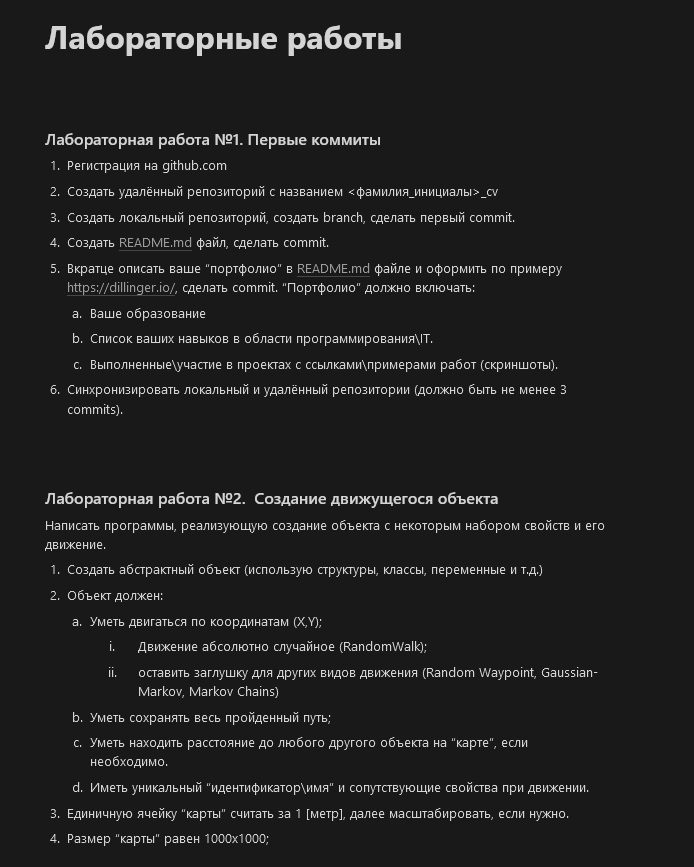 Лабораторные работы
Лабораторная работа №1. Первые коммиты
1. Регистрация на github.com
2. Создать удалённый репозиторий с названием <фамилия_инициалы>_cv
3. Создать локальный репозиторий, создать branch, сделать первый commit.
4. Создать README.md файл, сделать commit.
5. Вкратце описать ваше “портфолио” в README.md файле и оформить по примеру
https://dillinger.io/, сделать commit. “Портфолио” должно включать:
a. Ваше образование
b. Список ваших навыков в области программирования\IT.
c. Выполненные\участие в проектах с ссылками\примерами работ (скриншоты).
6. Синхронизировать локальный и удалённый репозитории (должно быть не менее 3
commits).
Лабораторная работа №2.  Создание движущегося объекта
Написать программы, реализующую создание объекта с некоторым набором свойств и его
движение.
1. Создать абстрактный объект (использую структуры, классы, переменные и т.д.)
2. Объект должен:
a. Уметь двигаться по координатам (X,Y);
i. Движение абсолютно случайное (RandomWalk);
ii. оставить заглушку для других видов движения (Random Waypoint, Gaussian-
Markov, Markov Chains)
b. Уметь сохранять весь пройденный путь;
c. Уметь находить расстояние до любого другого объекта на “карте”, если
необходимо.
d. Иметь уникальный “идентификатор\имя” и сопутствующие свойства при движении.
3. Единичную ячейку “карты” считать за 1 [метр], далее масштабировать, если нужно.
4. Размер “карты” равен 1000x1000;